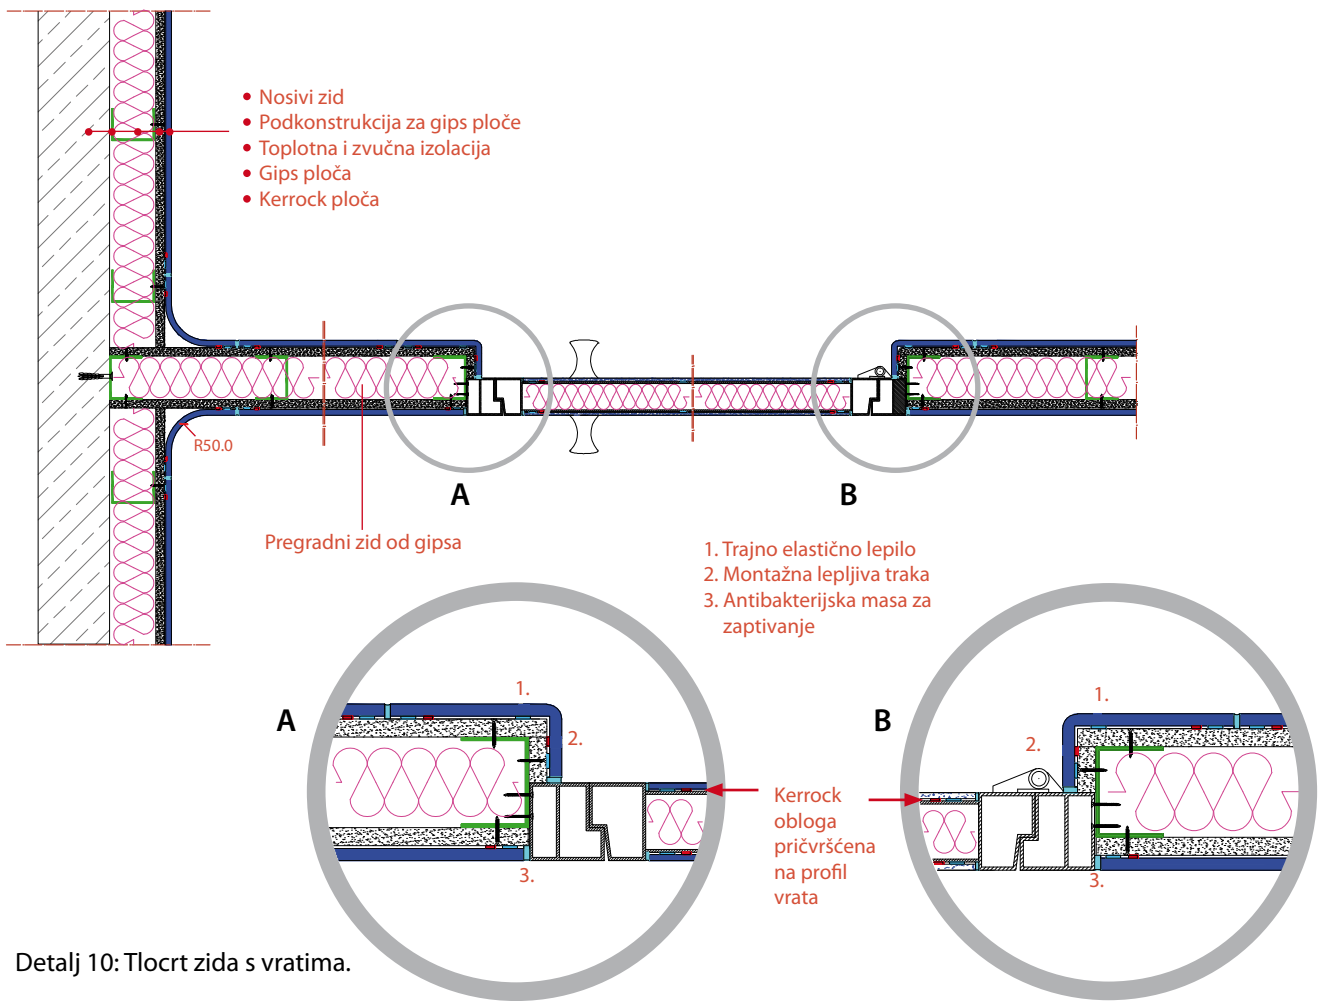 • Nosivi zid
• Podkonstrukcija za gips ploče
• Toplotna i zvučna izolacija
• Gips ploča
• Kerrock ploča
R50.0
A
B
Pregradni zid od gipsa
1. Trajno elastično lepilo
2. Montažna lepljiva traka
3. Antibakterijska masa za
zaptivanje
A
1.
2.
3.
Kerrock
obloga
pričvršćena
na profil
vrata
B
1.
2.
3.
Detalj 10: Tlocrt zida s vratima.